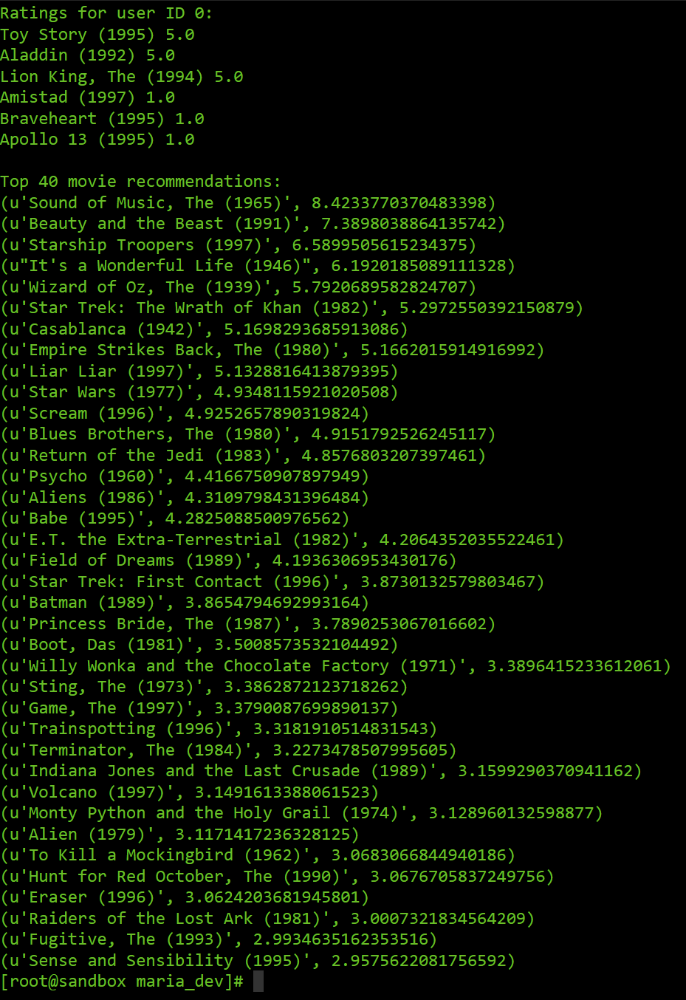 Ratings for user ID 0:
Toy Story (1995) 5.0
Aladdin (1992) 5.0
Lion King, The (1994) 5.0
Amistad (1997) 1.0
Braveheart (1995) 1.0
Apollo 13 (1995) 1.0
Top 40 movie recommendations:
(u'Sound of Music, The (1965)', 8.4233770370483398)
(u'Beauty and the Beast (1991)', 7.3898038864135742)
(u'Starship Troopers (1997)', 6.5899505615234375)
(u"It's a Wonderful Life (1946)", 6.1920185089111328)
(u'Wizard of Oz, The (1939)', 5.7920689582824707)
(u'Star Trek: The Wrath of Khan (1982)', 5.2972550392150879)
(u'Casablanca (1942)', 5.1698293685913086)
(u'Empire Strikes Back, The (1980)', 5.1662015914916992)
(u'Liar Liar (1997)', 5.1328816413879395)
(u'Star Wars (1977)', 4.9348115921020508)
(u'Scream (1996)', 4.9252657890319824)
(u'Blues Brothers, The (1980)', 4.9151792526245117)
(u'Return of the Jedi (1983)', 4.8576803207397461)
(u'Psycho (1960)', 4.4166750907897949)
(u'Aliens (1986)', 4.3109798431396484)
(u'Babe (1995)', 4.2825088500976562)
(u'E.T. the Extra-Terrestrial (1982)', 4.2064352035522461)
(u'Field of Dreams (1989)', 4.1936306953430176)
(u'Star Trek: First Contact (1996)', 3.8730132579803467)
(u'Batman (1989)', 3.8654794692993164)
(u'Princess Bride, The (1987)', 3.7890253067016602)
(u'Boot, Das (1981)', 3.5008573532104492)
(u'Willy Wonka and the Chocolate Factory (1971)', 3.3896415233612061)
(u'Sting, The (1973)', 3.3862872123718262)
(u'Game, The (1997)', 3.3790087699890137)
(u'Trainspotting (1996)', 3.3181910514831543)
(u'Terminator, The (1984)', 3.2273478507995605)
(u'Indiana Jones and the Last Crusade (1989)', 3.1599290370941162)
(u'Volcano (1997)', 3.1491613388061523)
(u'Monty Python and the Holy Grail (1974)', 3.128960132598877)
(u'Alien (1979)', 3.1171417236328125)
(u'To Kill a Mockingbird (1962)', 3.0683066844940186)
(u'Hunt for Red October, The (1990)', 3.0676705837249756)
(u'Eraser (1996)', 3.0624203681945801)
(u'Raiders of the Lost Ark (1981)', 3.0007321834564209)
(u'Fugitive, The (1993)', 2.9934635162353516)
(u'Sense and Sensibility (1995)', 2.9575622081756592)
[root@sandbox maria_dev]#